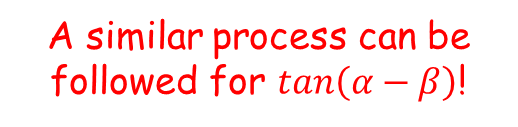 A similar process can be
followed for 𝑡𝑎𝑛(𝛼 − 𝛽)!